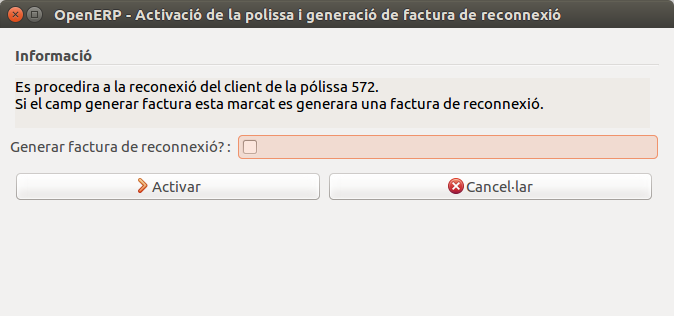 OpenERP - Activació de la polissa i generació de factura de reconnexió
Informació
Es procedira a la reconexió del client de la pólissa 572.
Si el camp generar factura esta marcat es generara una factura de reconnexió.
Generar factura de reconnexió? :
Activar
Cancel·lar